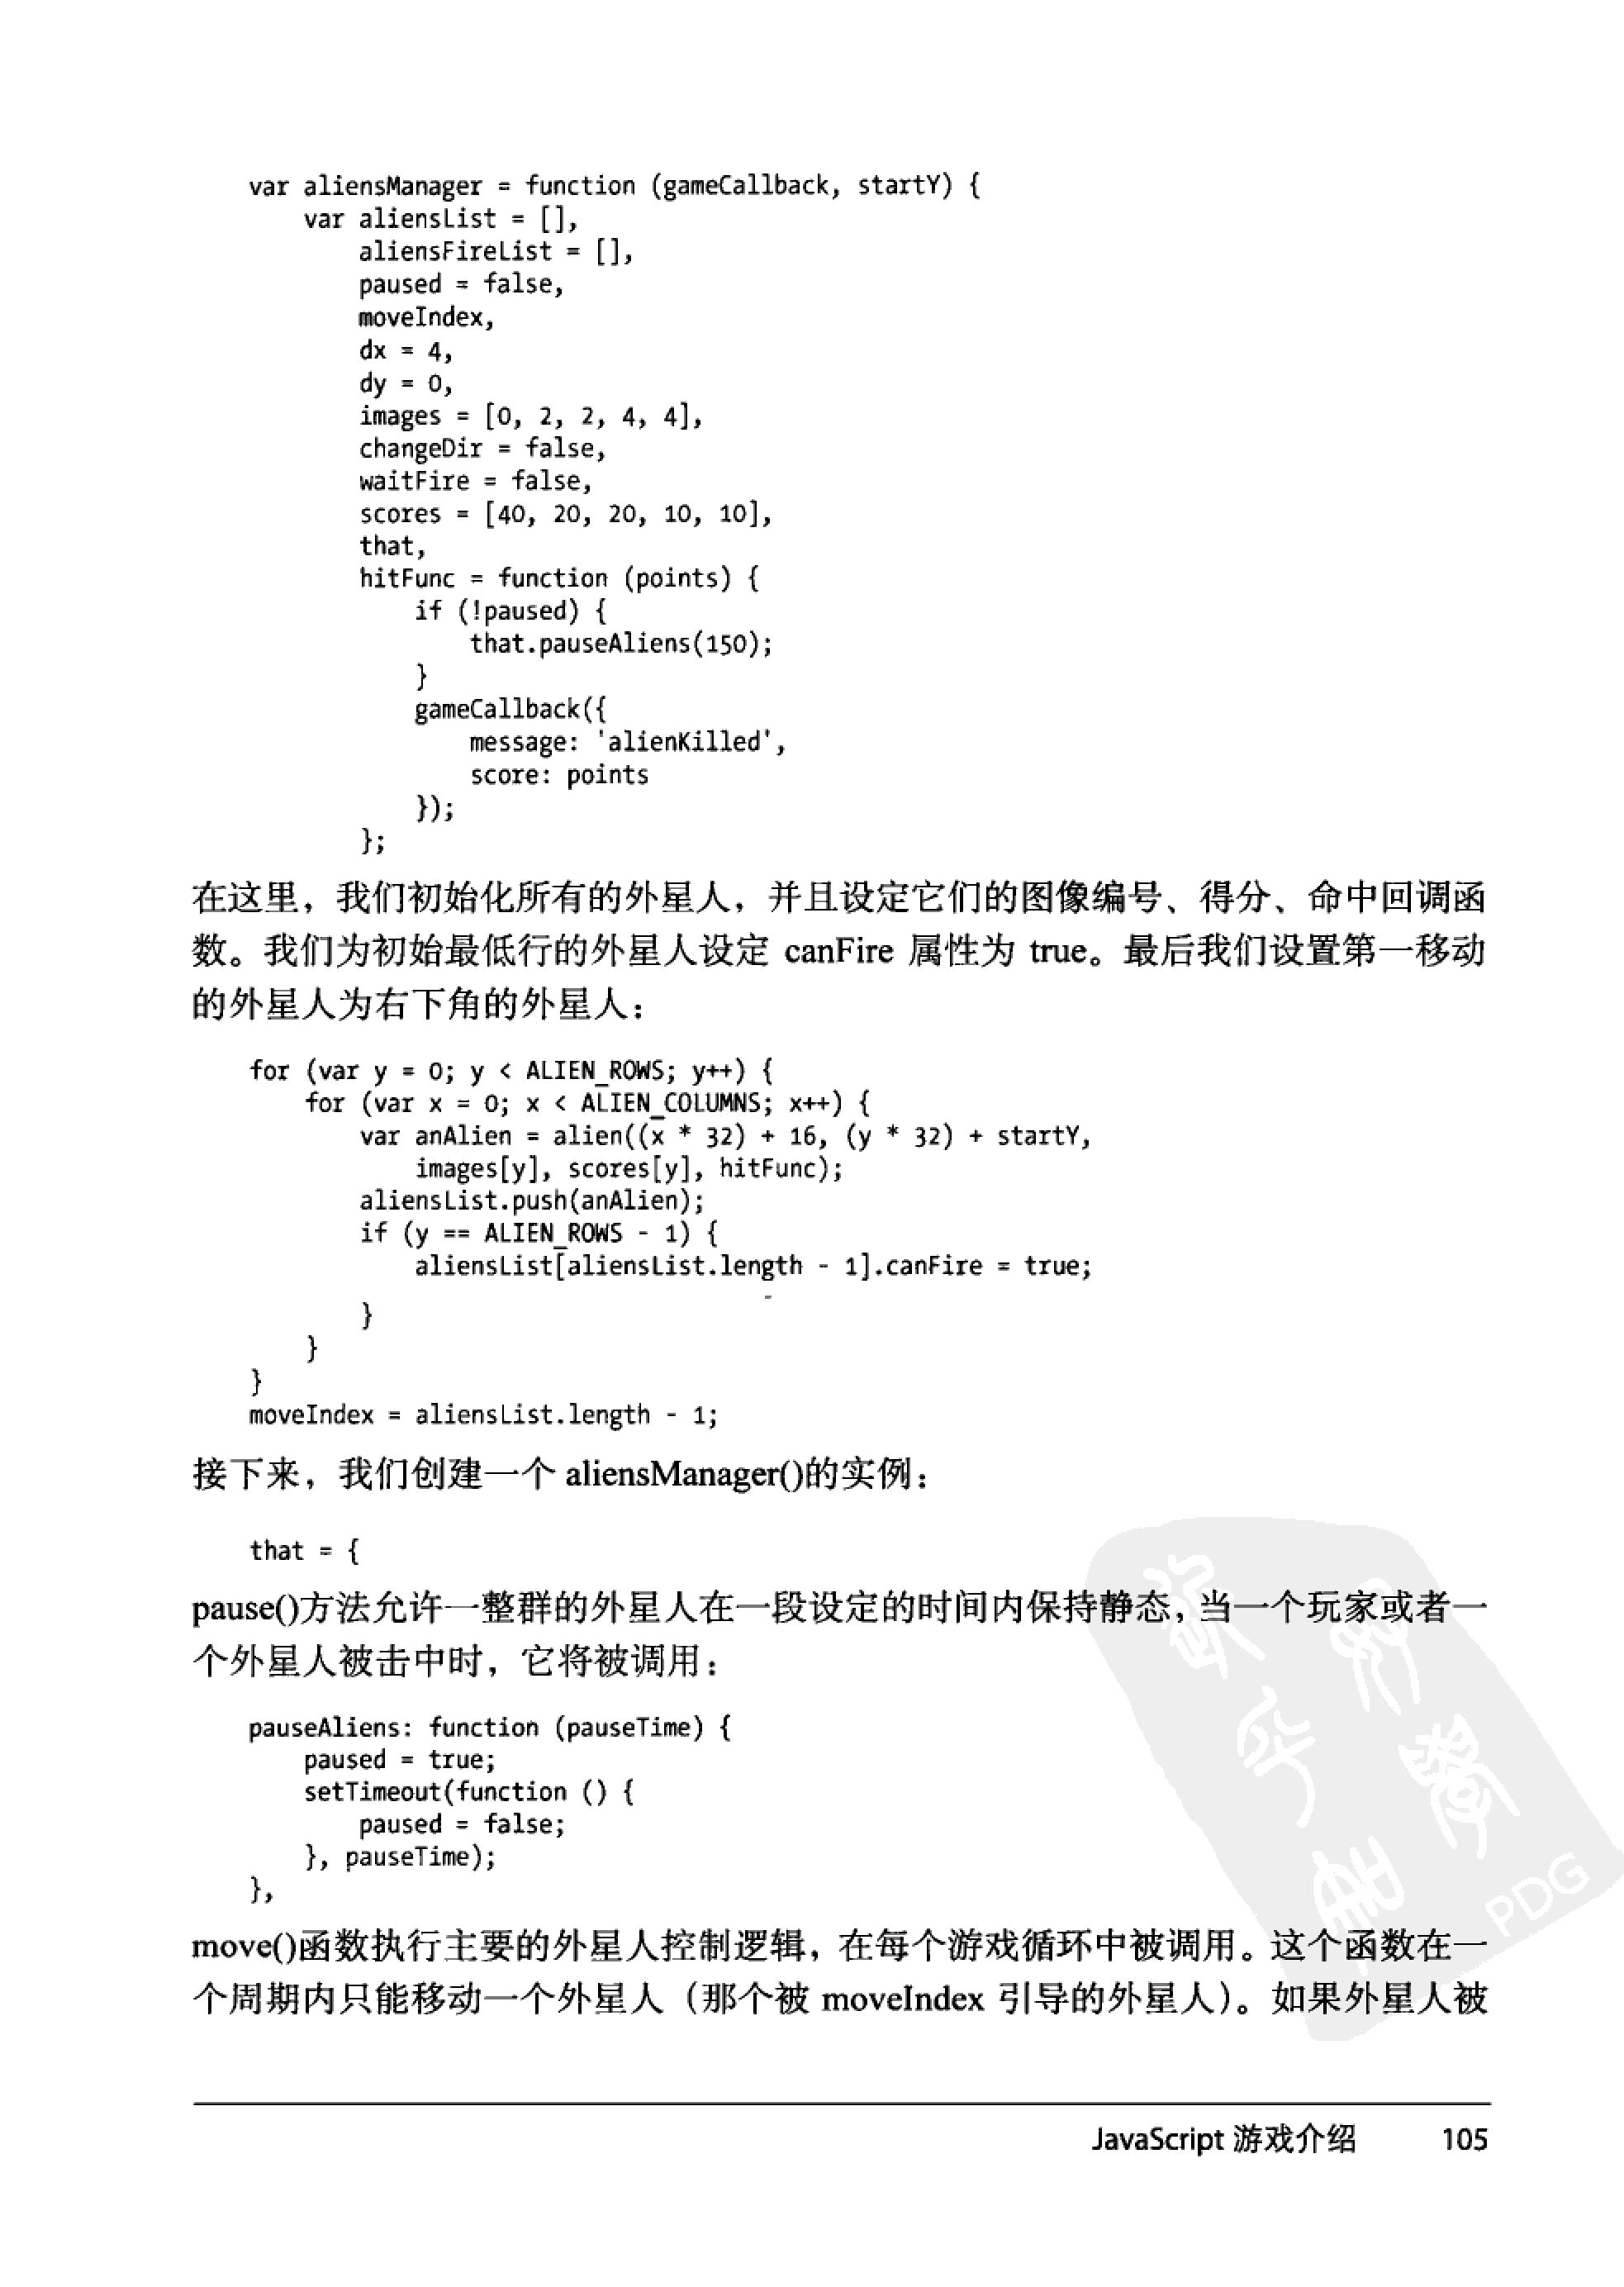 var aliensManager = function (gameCallback, startY) {
    var aliensList = [],
        aliensFireList = [],
        paused = false,
        moveIndex,
        dx = 4,
        dy = 0,
        images = [0, 2, 2, 4, 4],
        changeDir = false,
        waitFire = false,
        scores = [40, 20, 20, 10, 10],
        that,
        hitFunc = function (points) {
            if (!paused) {
                that.pauseAliens(150);
            }
            gameCallback({
                message: 'alienKilled',
                score: points
            });
        };
在这里，我们初始化所有的外星人，并且设定它们的图像编号、得分、命中回调函
数。我们为初始最低行的外星人设定 canFire 属性为 true。最后我们设置第一移动
的外星人为右下角的外星人：
for (var y = 0; y < ALIEN_ROWS; y++) {
    for (var x = 0; x < ALIEN_COLUMNS; x++) {
        var anAlien = alien((x * 32) + 16, (y * 32) + startY,
            images[y], scores[y], hitFunc);
        aliensList.push(anAlien);
        if (y == ALIEN_ROWS - 1) {
            aliensList[aliensList.length - 1].canFire = true;
        }
    }
}
moveIndex = aliensList.length - 1;
接下来，我们创建一个 aliensManager()的实例：
that = {
pause()方法允许一整群的外星人在一段设定的时间内保持静态，当一个玩家或者一
个外星人被击中时，它将被调用：
pauseAliens: function (pauseTime) {
    paused = true;
    setTimeout(function () {
        paused = false;
    }, pauseTime);
},
move()函数执行主要的外星人控制逻辑，在每个游戏循环中被调用。这个函数在一
个周期内只能移动一个外星人（那个被 moveIndex 引导的外星人）。如果外星人被
PDG
JavaScript 游戏介绍 105